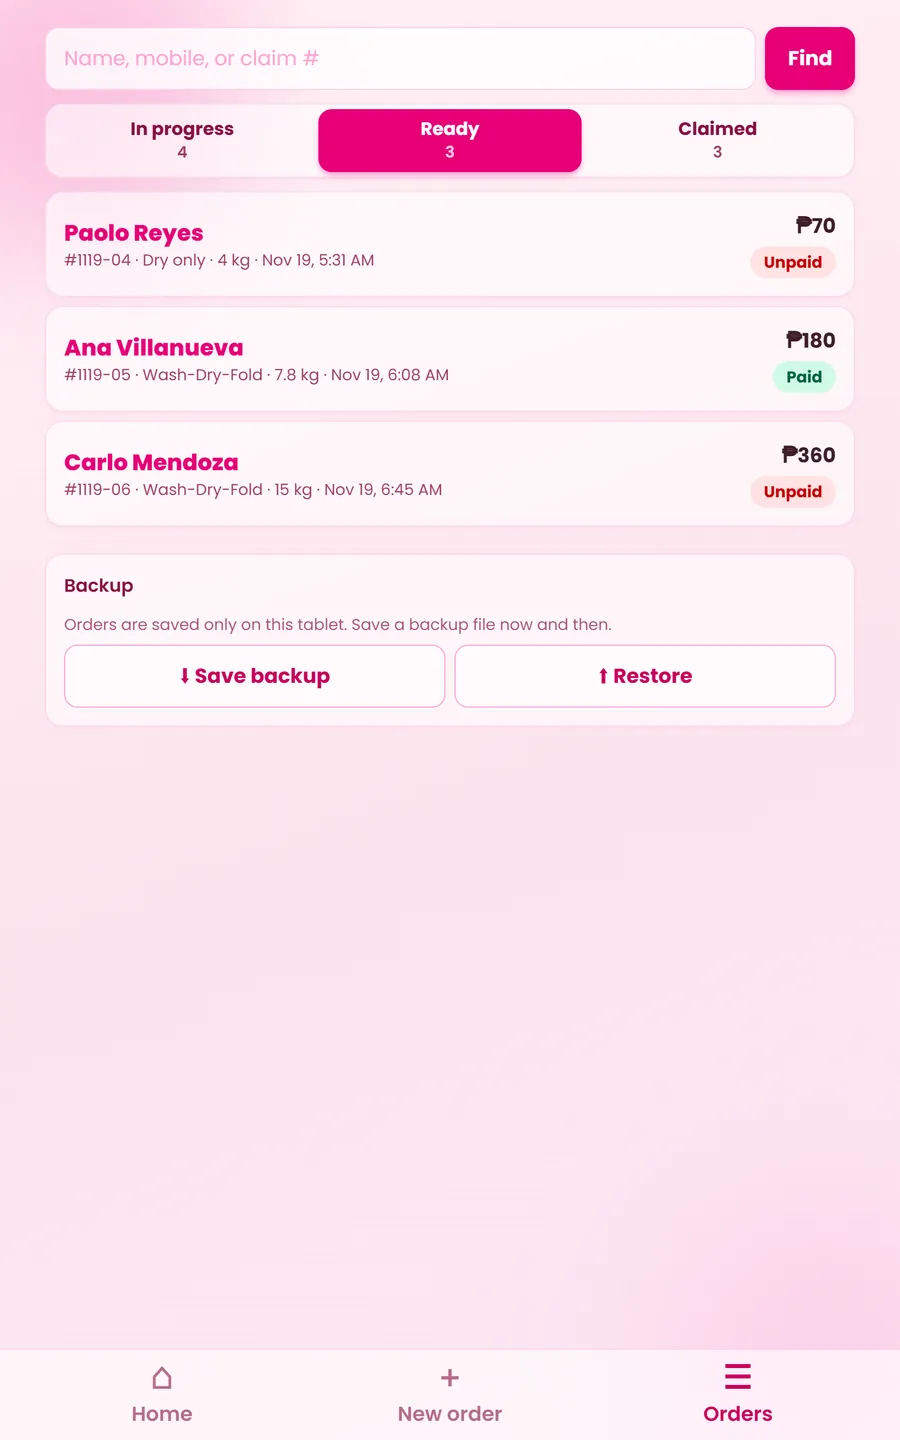 Name, mobile, or claim #
Find
In progress
4
Ready
3
Claimed
3
Paolo Reyes
₱70
#1119-04 · Dry only · 4 kg · Nov 19, 5:31 AM
Unpaid
Ana Villanueva
₱180
#1119-05 · Wash-Dry-Fold · 7.8 kg · Nov 19, 6:08 AM
Paid
Carlo Mendoza
₱360
#1119-06 · Wash-Dry-Fold · 15 kg · Nov 19, 6:45 AM
Unpaid
Backup
Orders are saved only on this tablet. Save a backup file now and then.
⬇ Save backup
⬆ Restore
Home
New order
Orders